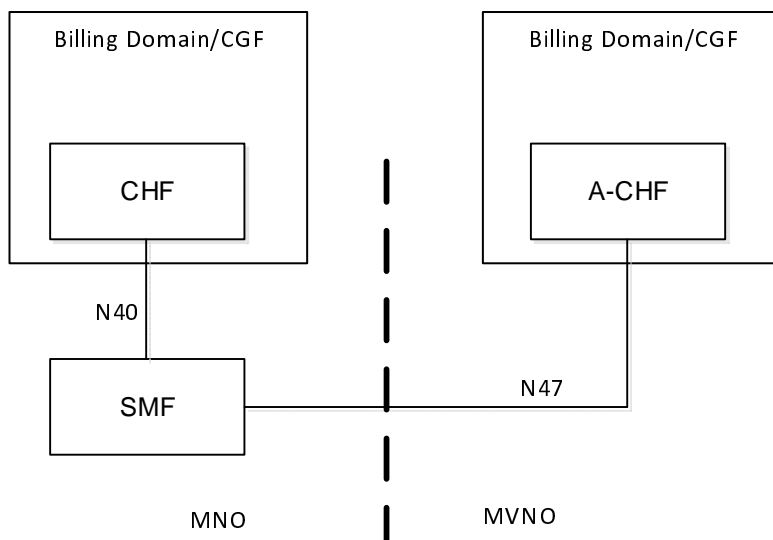 Billing Domain/CGF
Billing Domain/CGF
CHF
A-CHF
N40
SMF
N47
MNO
MVNO